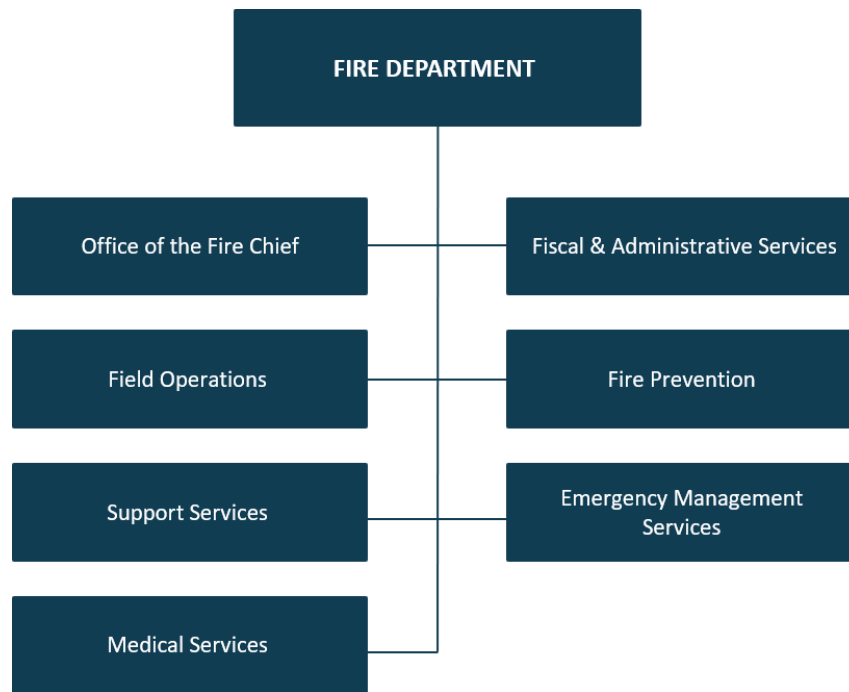 FIRE DEPARTMENT
Office of the Fire Chief
Fiscal & Administrative Services
Field Operations
Fire Prevention
Support Services
Emergency Management
Services
Medical Services